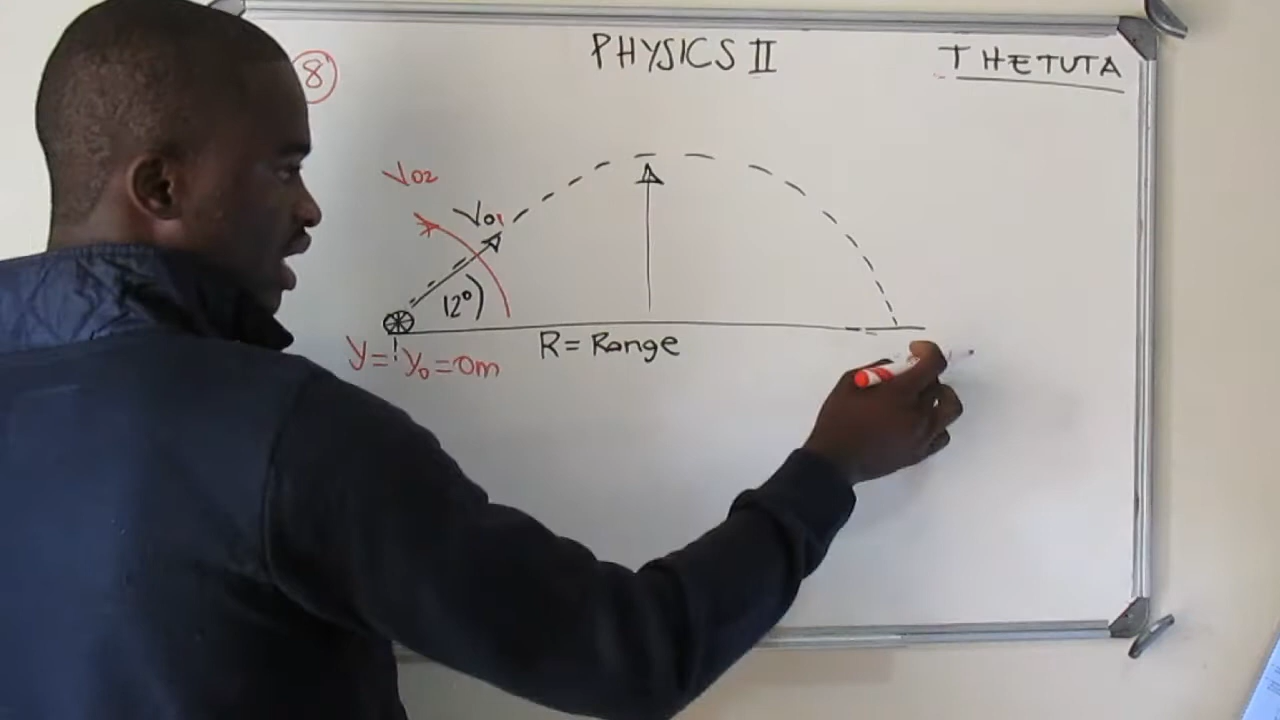 8
PHYSICS II
THETUTA
Vo2
Vo1
12°
R = Range
y = y₀ = 0m